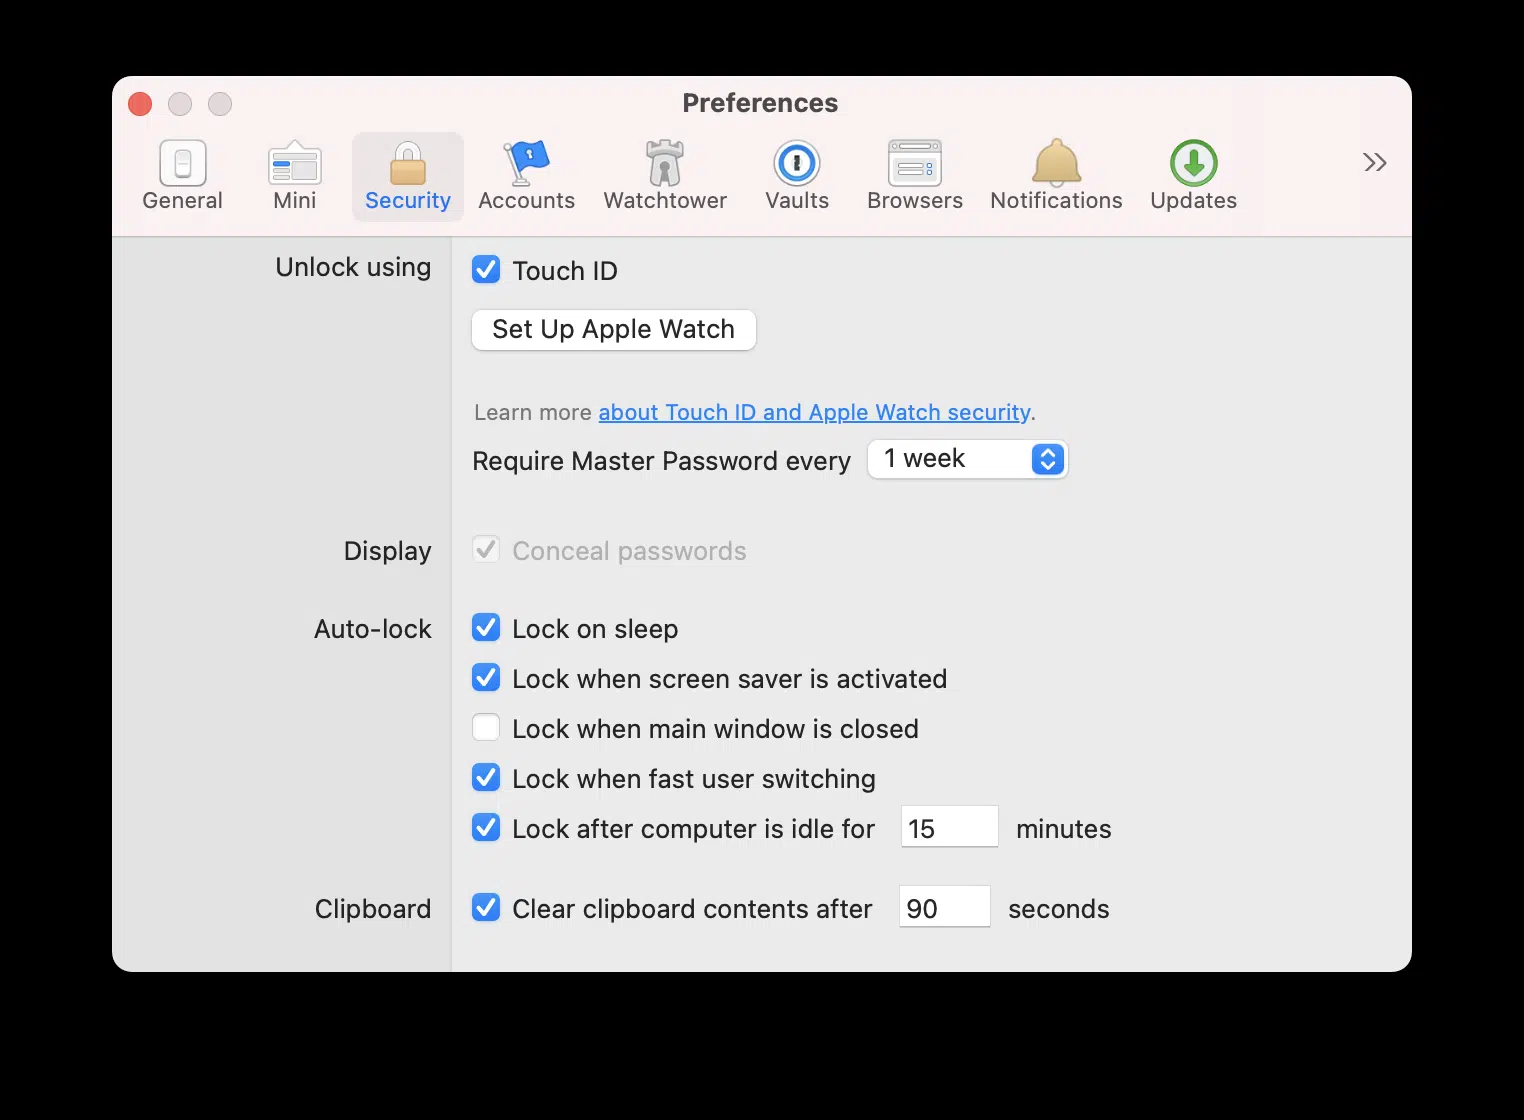 Preferences
General Mini Security Accounts Watchtower Vaults Browsers Notifications Updates
Unlock using Touch ID
Set Up Apple Watch
Learn more about Touch ID and Apple Watch security.
Require Master Password every 1 week
Display Conceal passwords
Auto-lock Lock on sleep
Lock when screen saver is activated
Lock when main window is closed
Lock when fast user switching
Lock after computer is idle for 15 minutes
Clipboard Clear clipboard contents after 90 seconds